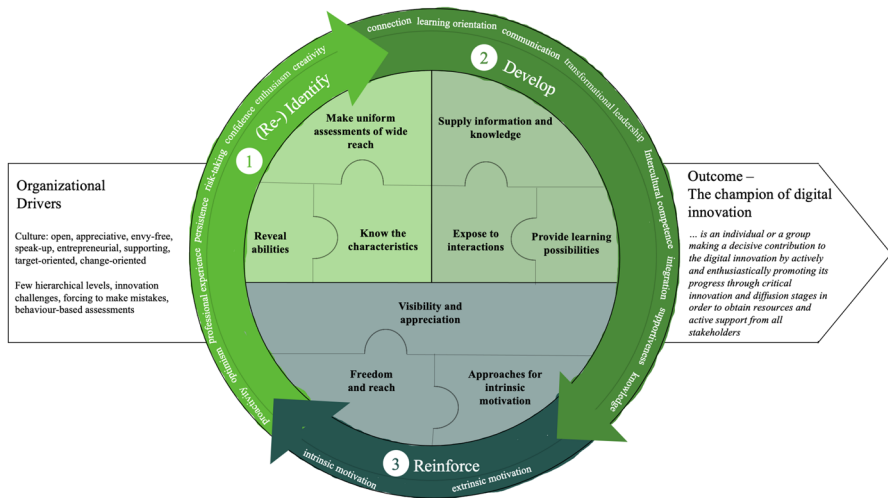 Organizational
Drivers
Culture: open, appreciative, envy-free,
speak-up, entrepreneurial, supporting,
target-oriented, change-oriented
Few hierarchical levels, innovation
challenges, forcing to make mistakes,
behaviour-based assessments
1
(Re-) Identify
proactivity optimism professional experience persistence risk-taking confidence enthusiasm creativity
Make uniform
assessments of wide
reach
Reveal
abilities
Know the
characteristics
2
Develop
connection learning orientation communication transformational leadership Intercultural competence integration supportiveness knowledge
Supply information and
knowledge
Expose to
interactions
Provide learning
possibilities
Visibility and
appreciation
Freedom
and reach
Approaches for
intrinsic
motivation
3 Reinforce
intrinsic motivation
extrinsic motivation
Outcome –
The champion of digital
innovation
... is an individual or a group
making a decisive contribution to
the digital innovation by actively
and enthusiastically promoting its
progress through critical
innovation and diffusion stages in
order to obtain resources and
active support from all
stakeholders